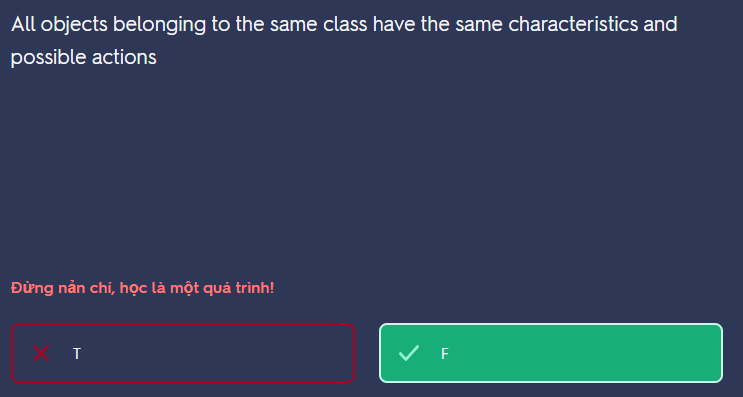 All objects belonging to the same class have the same characteristics and
possible actions
Đừng nản chí, học là một quá trình!
T
F